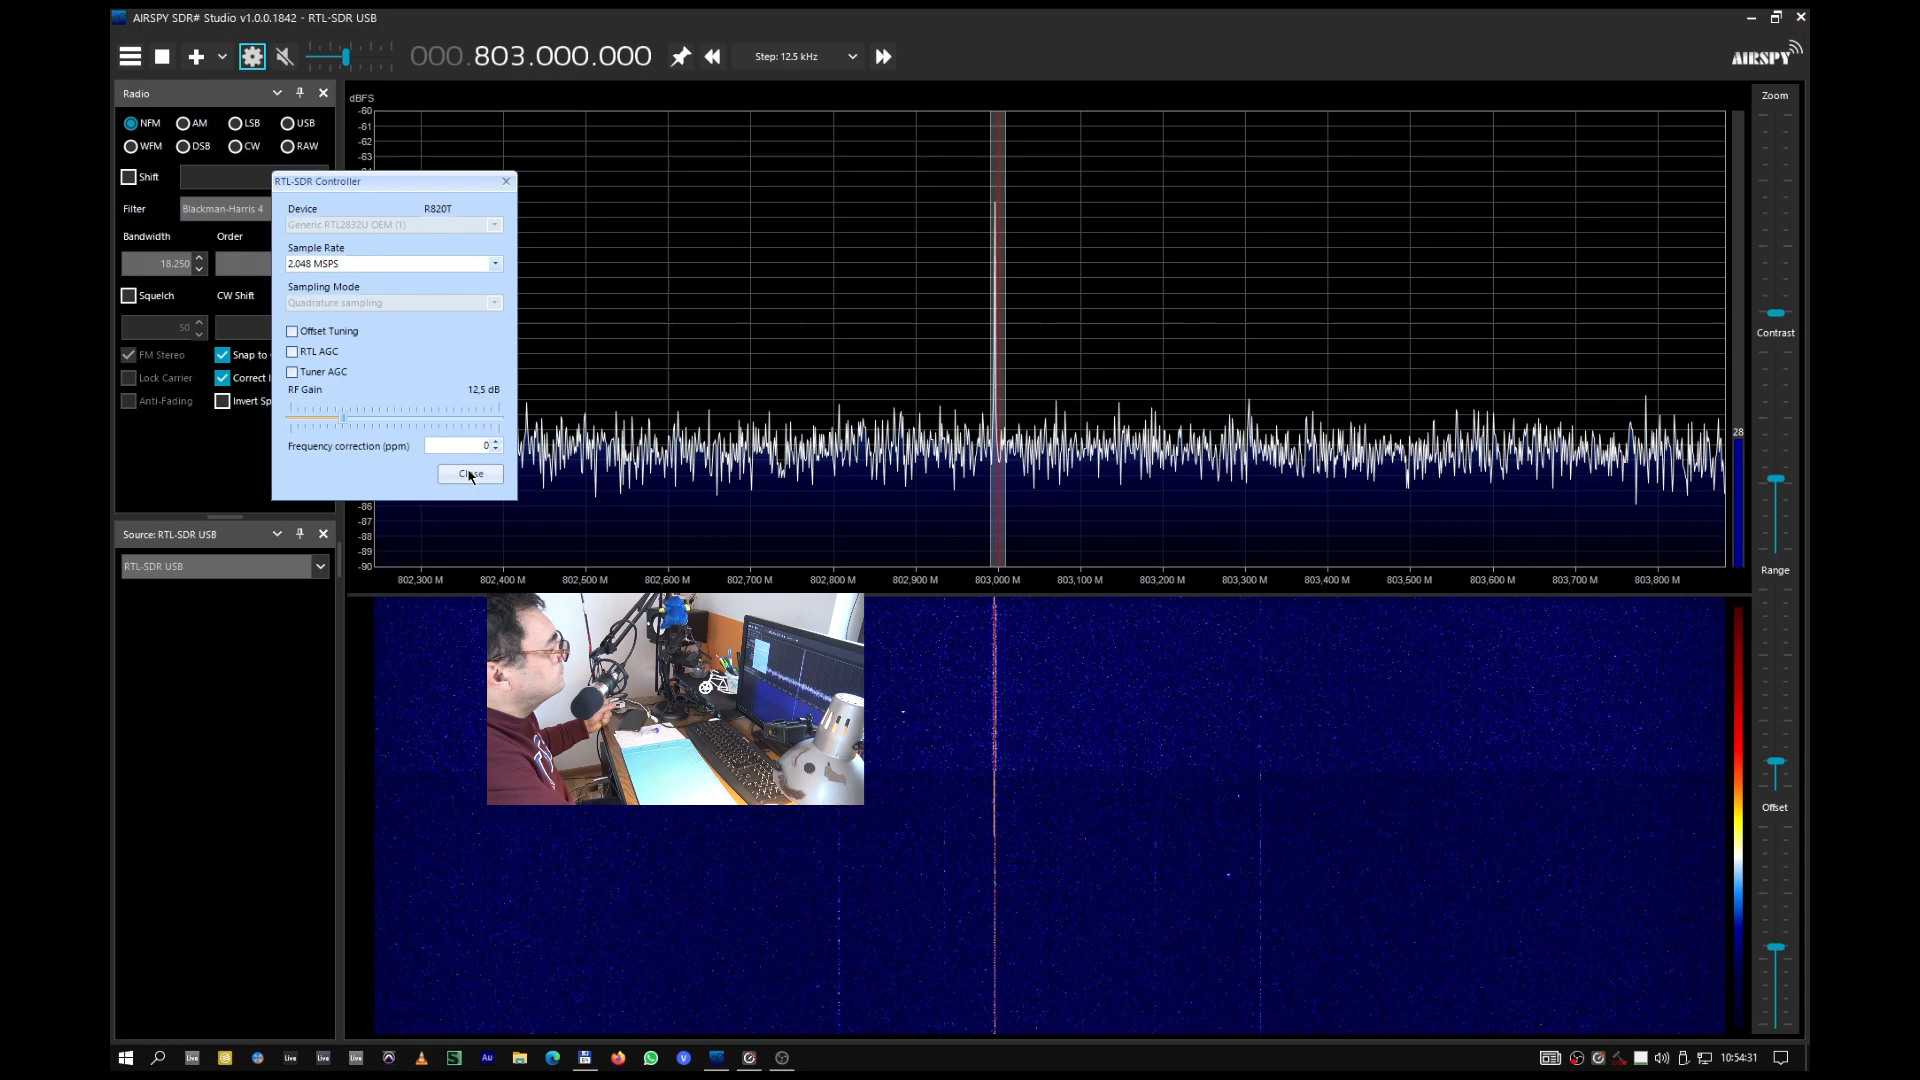 AIRSPY SDR# Studio v1.0.0.1842 - RTL-SDR USB
000.803.000.000
Step: 12.5 kHz
AIRSPY
Radio
NFM AM LSB USB
WFM DSB CW RAW
Shift
Filter Blackman-Harris 4
Bandwidth Order
18.250
Squelch CW Shift
50
FM Stereo Snap to
Lock Carrier Correct I
Anti-Fading Invert Sp
RTL-SDR Controller
Device R820T
Generic RTL2832U OEM (1)
Sample Rate
2.048 MSPS
Sampling Mode
Quadrature sampling
Offset Tuning
RTL AGC
Tuner AGC
RF Gain 12,5 dB
Frequency correction (ppm) 0
Close
Source: RTL-SDR USB
RTL-SDR USB
dBFS
-60
-61
-62
-63
-86
-87
-88
-89
-90
802,300 M 802,400 M 802,500 M 802,600 M 802,700 M 802,800 M 802,900 M 803,000 M 803,100 M 803,200 M 803,300 M 803,400 M 803,500 M 803,600 M 803,700 M 803,800 M
28
Zoom
Contrast
Range
Offset
Live Live Live Live S Au V 10:54:31